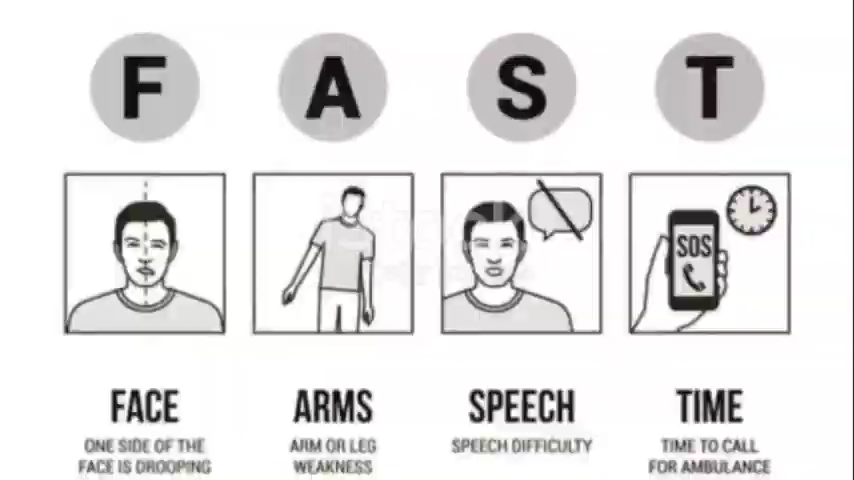 F A S T
SOS
FACE ARMS SPEECH TIME
ONE SIDE OF THE
FACE IS DROOPING
ARM OR LEG
WEAKNESS
SPEECH DIFFICULTY
TIME TO CALL
FOR AMBULANCE